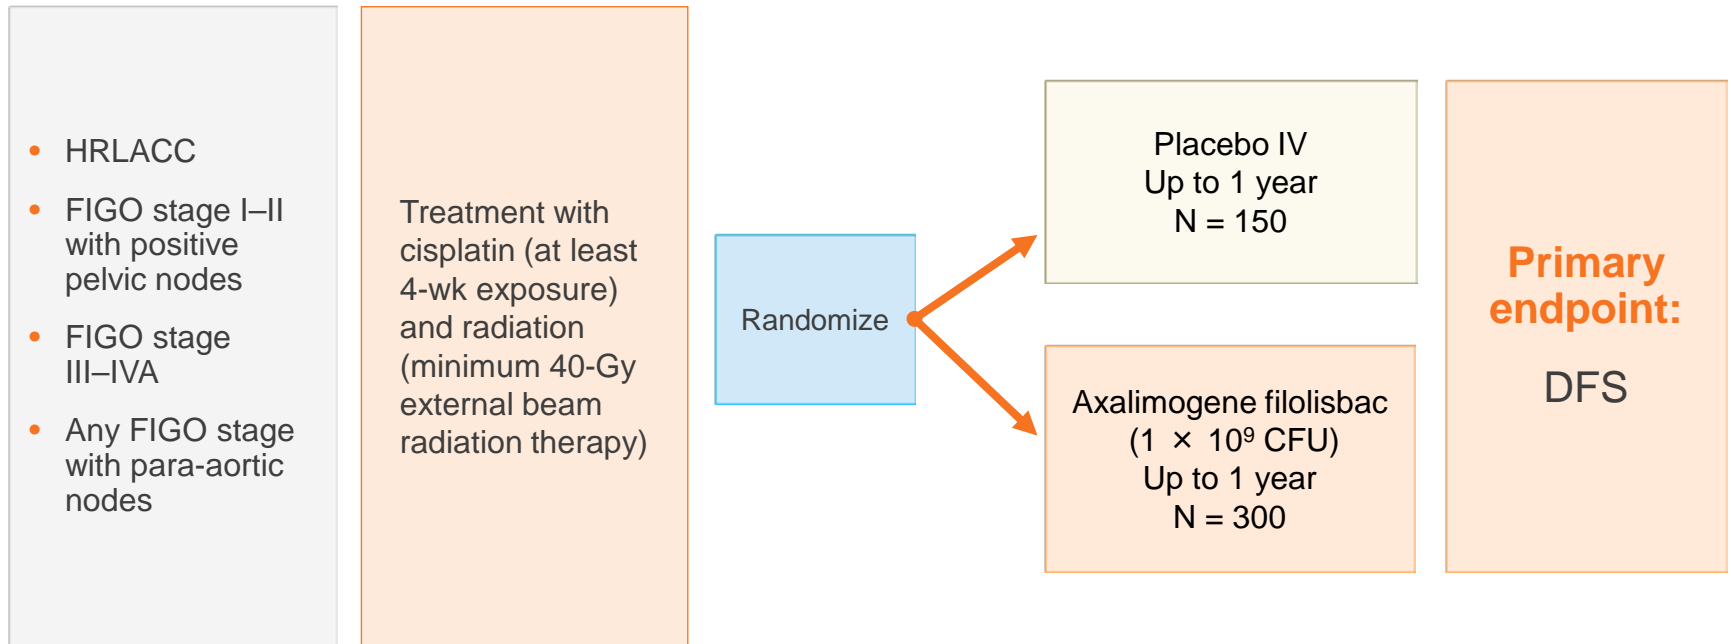 • HRLACC
• FIGO stage I–II
with positive
pelvic nodes
• FIGO stage
III–IVA
• Any FIGO stage
with para-aortic
nodes
Treatment with
cisplatin (at least
4-wk exposure)
and radiation
(minimum 40-Gy
external beam
radiation therapy)
Randomize
Placebo IV
Up to 1 year
N = 150
Axalimogene filolisbac
(1 × 10⁹ CFU)
Up to 1 year
N = 300
Primary
endpoint:
DFS